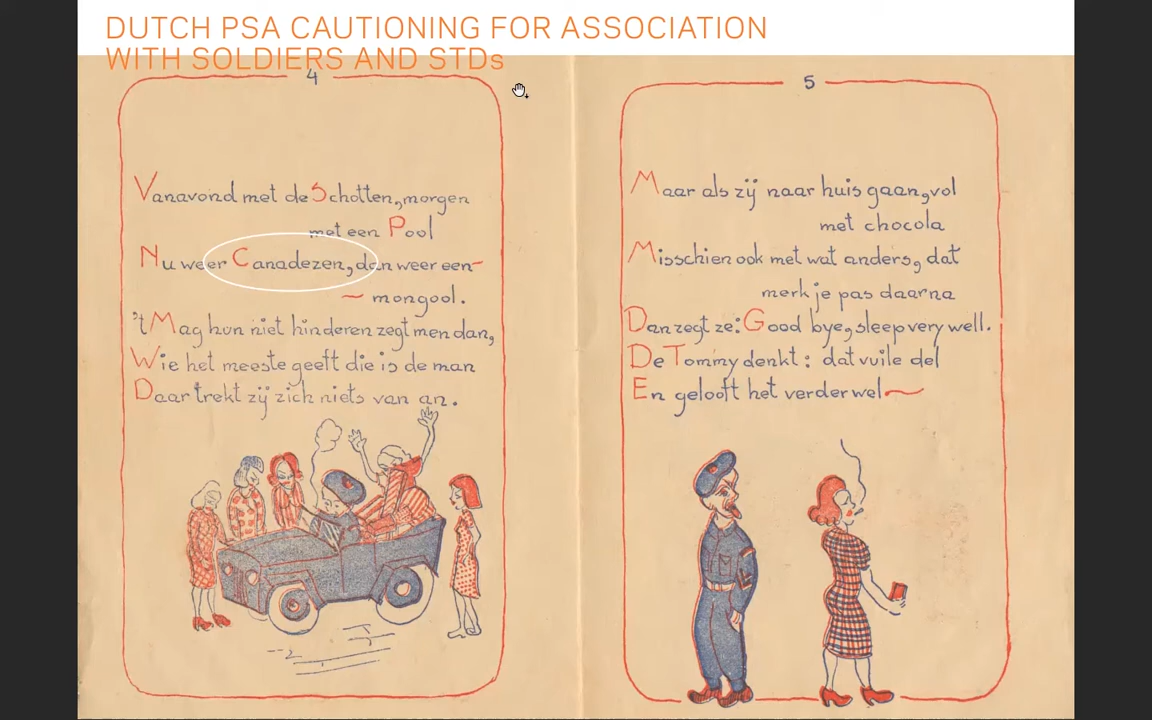 DUTCH PSA CAUTIONING FOR ASSOCIATION
WITH SOLDIERS AND STDs
4
Vanavond met de Schotten, morgen
met een Pool
Nu weer Canadezen, dan weer een-
~ mongool.
't Mag hun niet hinderen zegt men dan,
Wie het meeste geeft die is de man
Daar trekt zij zich niets van an.
5
Maar als zij naar huis gaan, vol
met chocola
Misschien ook met wat anders, dat
merk je pas daarna
Dan zegt ze: Good bye, sleep very well.
De Tommy denkt: dat vuile del
En gelooft het verder wel ~